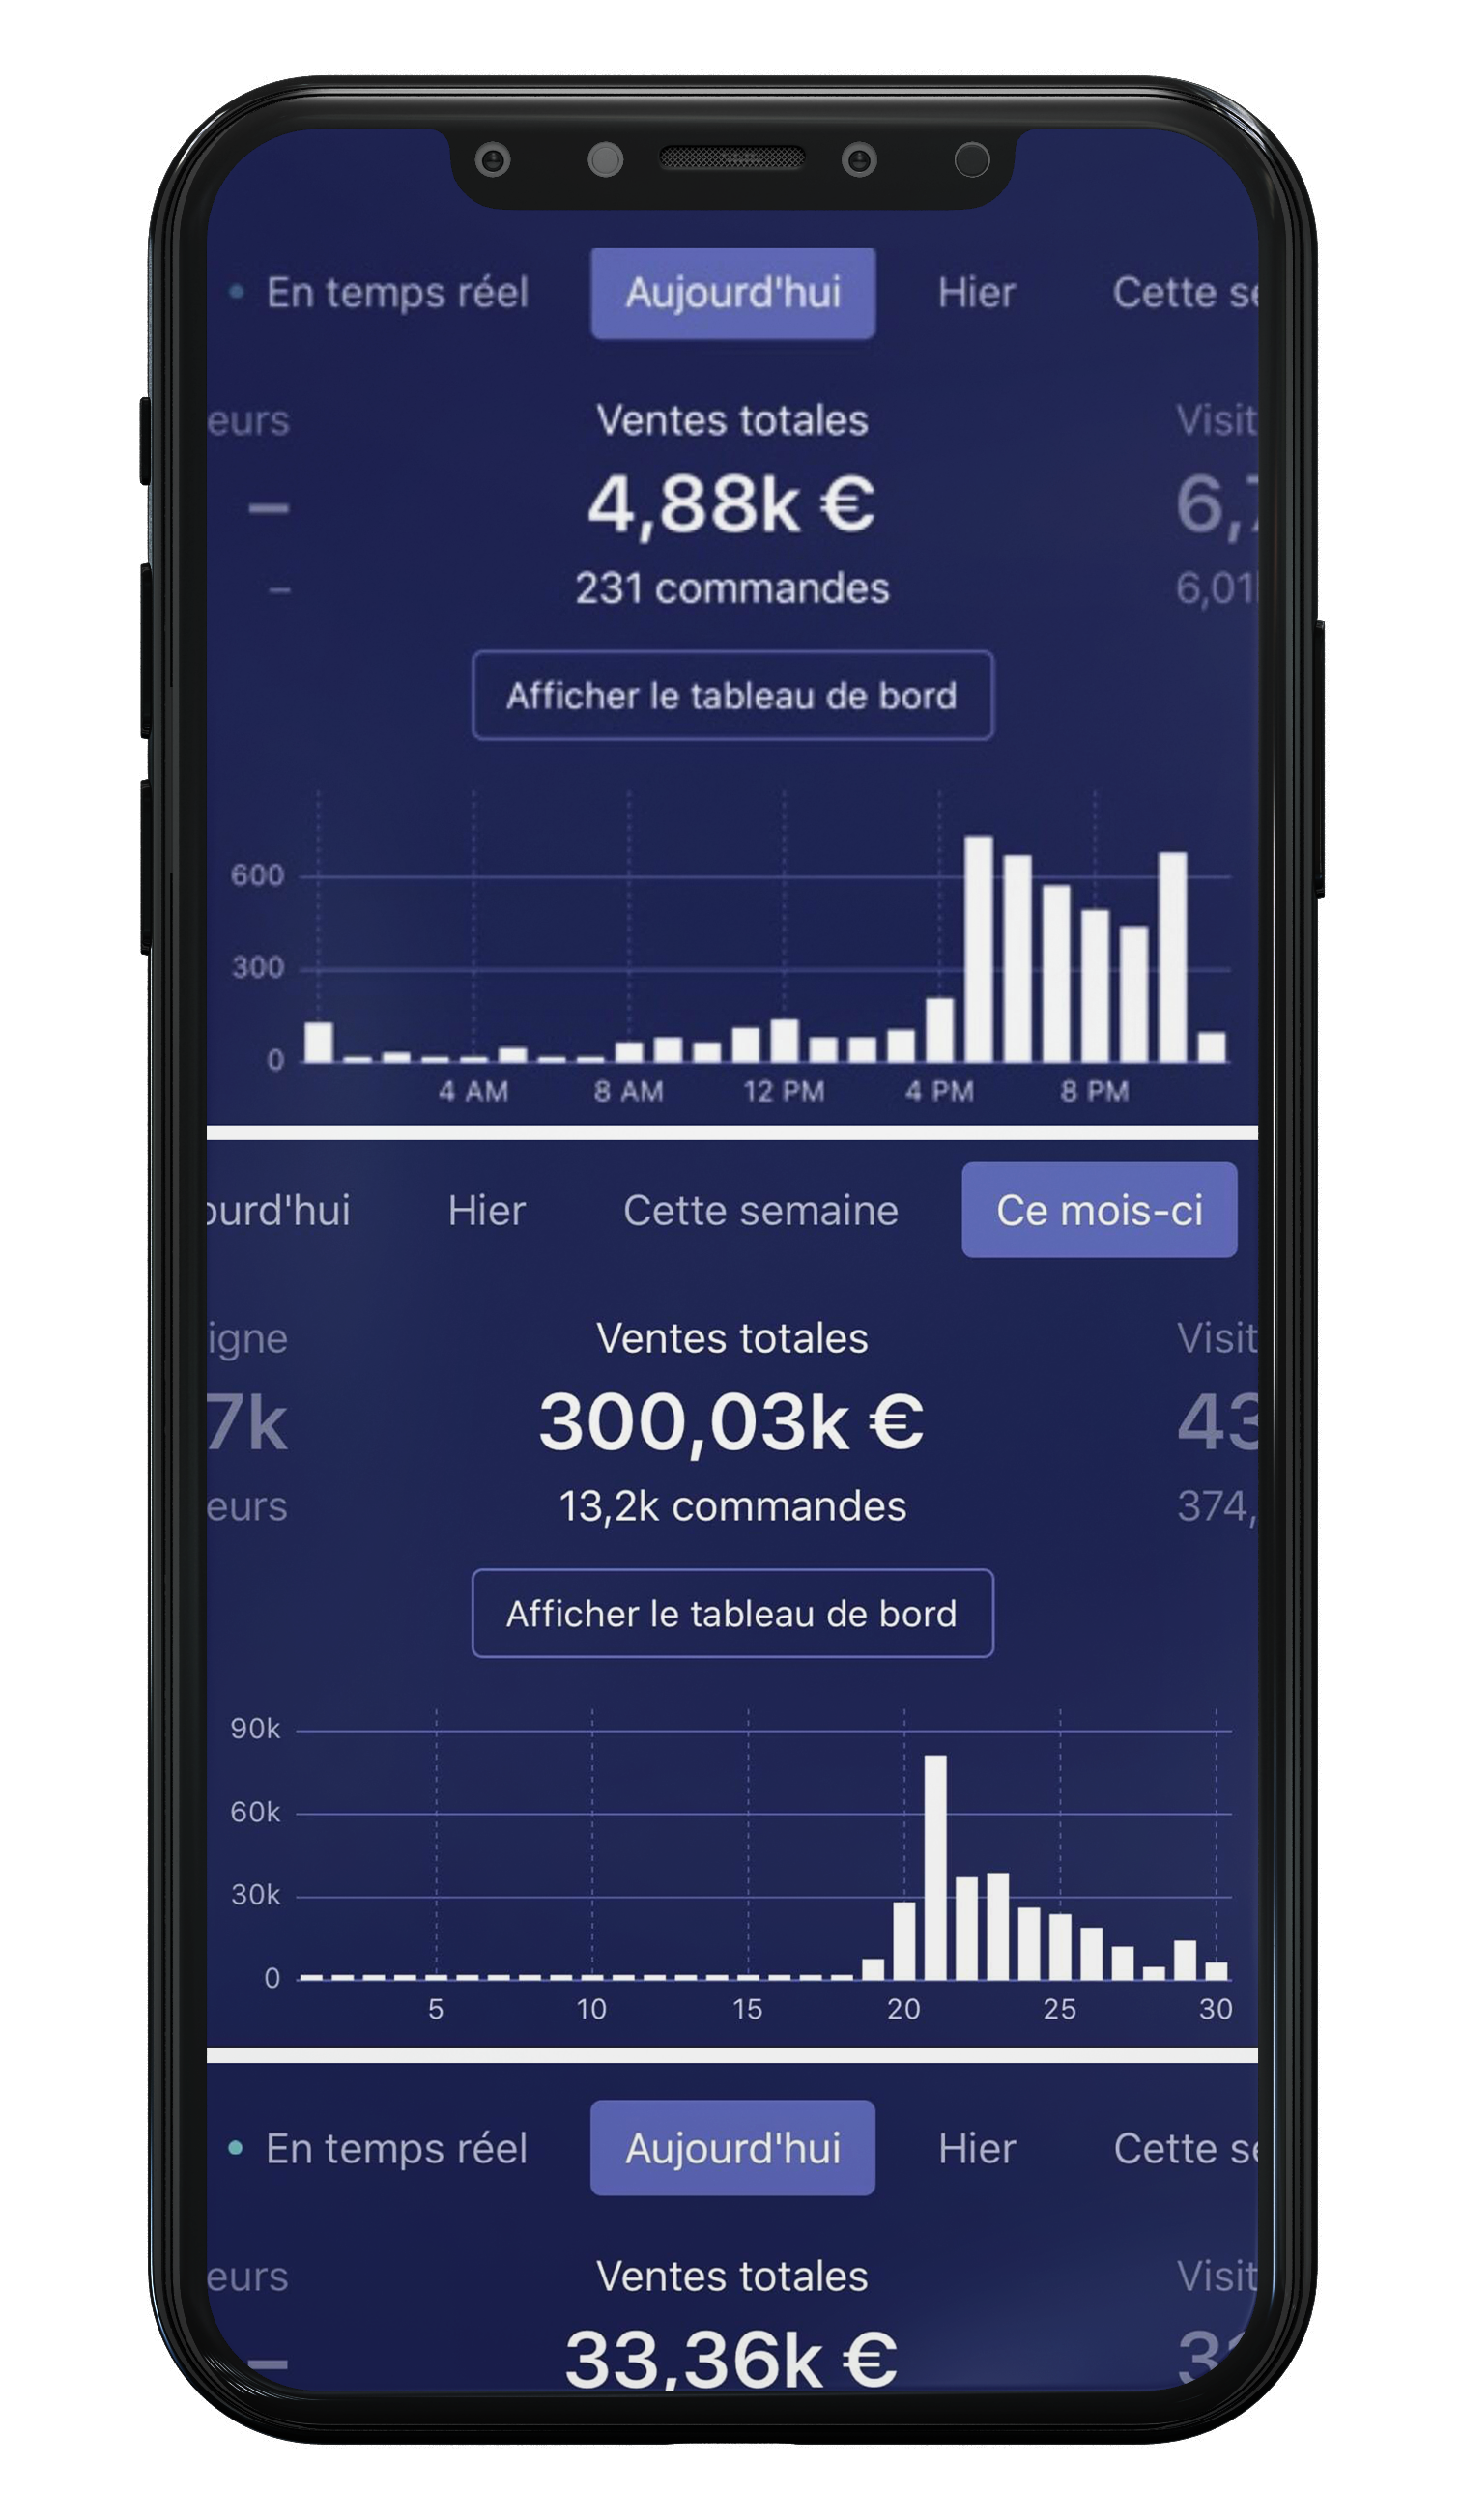 En temps réel Aujourd'hui Hier Cette se
eurs Ventes totales Visit
– 4,88k € 6,7
– 231 commandes 6,01
Afficher le tableau de bord
600
300
0
4 AM 8 AM 12 PM 4 PM 8 PM
ourd'hui Hier Cette semaine Ce mois-ci
igne Ventes totales Visit
7k 300,03k € 43
eurs 13,2k commandes 374,
Afficher le tableau de bord
90k
60k
30k
0
5 10 15 20 25 30
En temps réel Aujourd'hui Hier Cette se
eurs Ventes totales Visit
– 33,36k €